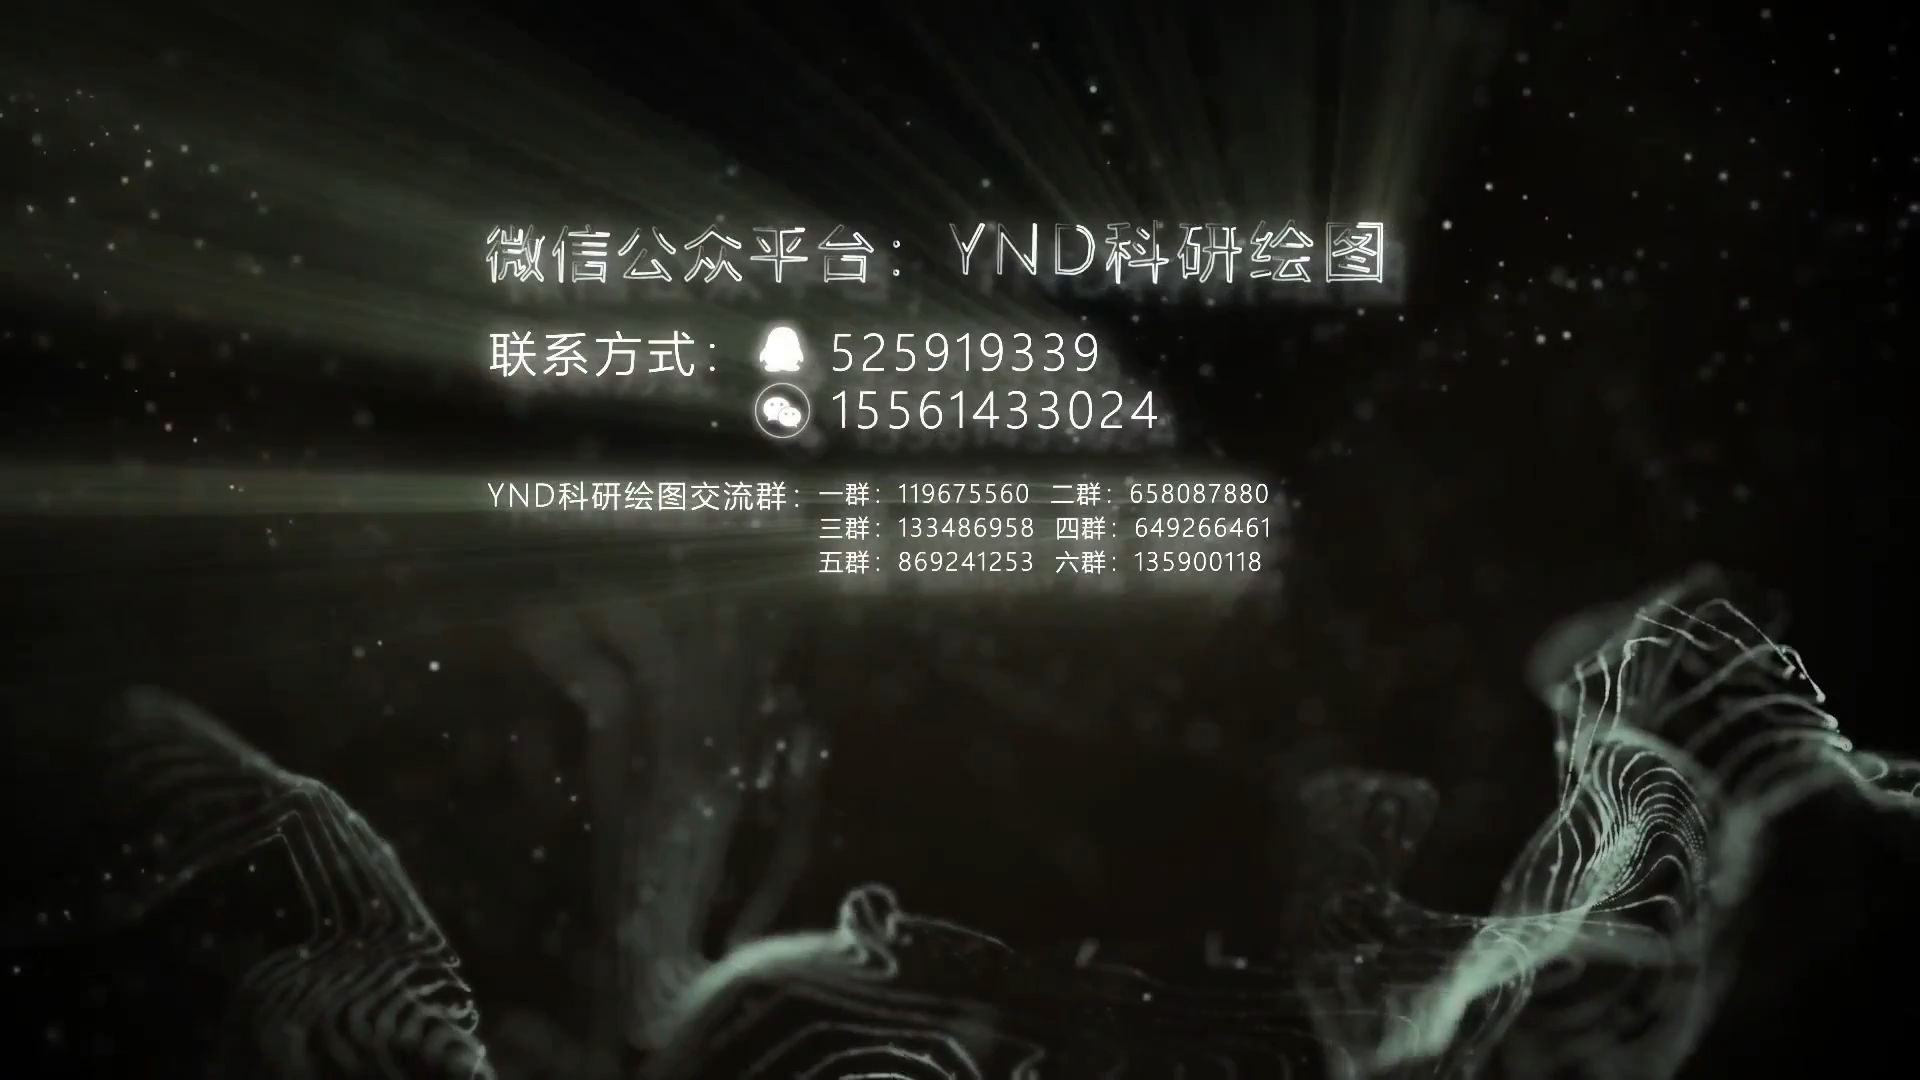 微信公众平台：YND科研绘图
联系方式：525919339
15561433024
YND科研绘图交流群：一群：119675560 二群：658087880
三群：133486958 四群：649266461
五群：869241253 六群：135900118